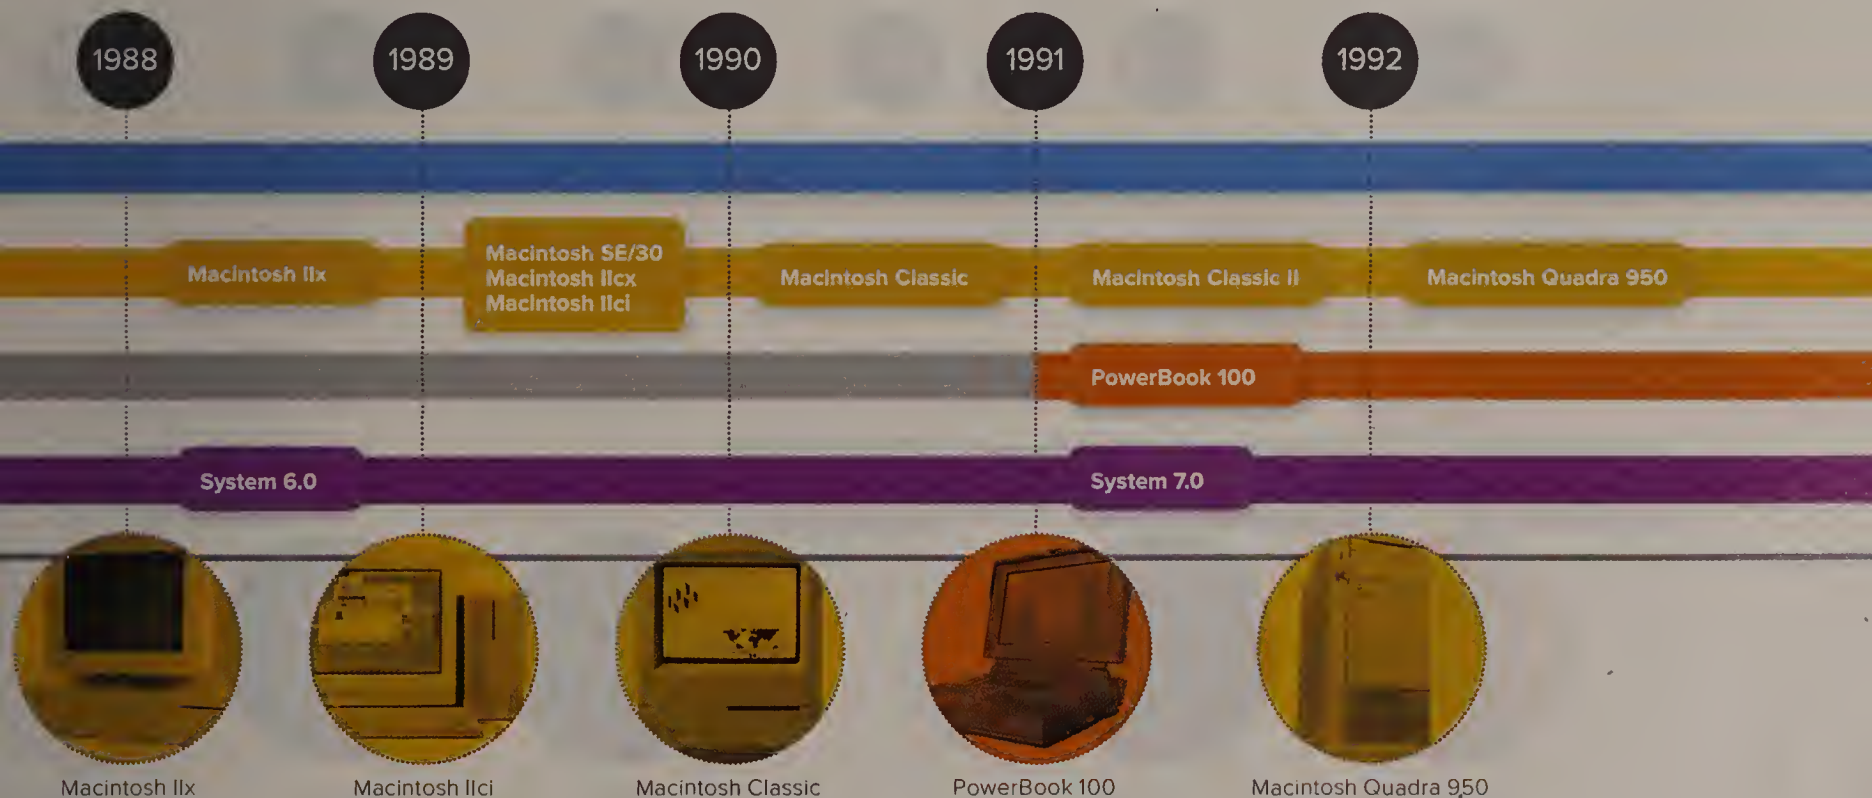 1988
1989
1990
1991
1992
Macintosh IIx
Macintosh SE/30
Macintosh IIcx
Macintosh IIci
Macintosh Classic
Macintosh Classic II
Macintosh Quadra 950
PowerBook 100
System 6.0
System 7.0
Macintosh IIx
Macintosh IIci
Macintosh Classic
PowerBook 100
Macintosh Quadra 950